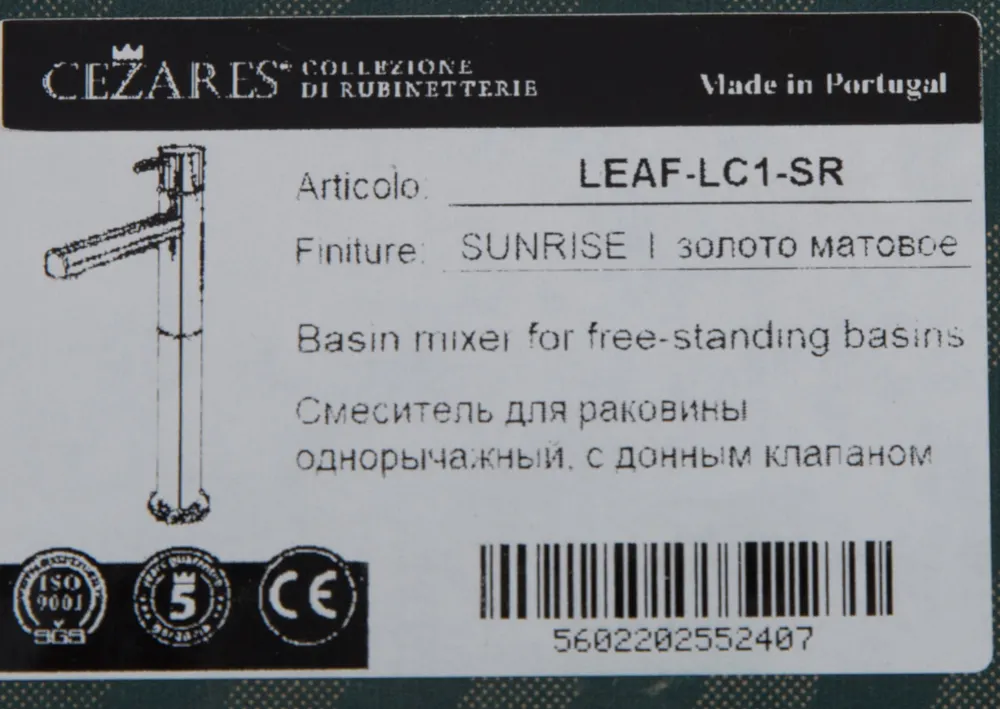 CEZARES® COLLEZIONE
DI RUBINETTERIE
Made in Portugal
Articolo: LEAF-LC1-SR
Finiture: SUNRISE | золото матовое
Basin mixer for free-standing basins
Смеситель для раковины
однорычажный, с донным клапаном
ISO
9001
SGS
5
CE
5602202552407